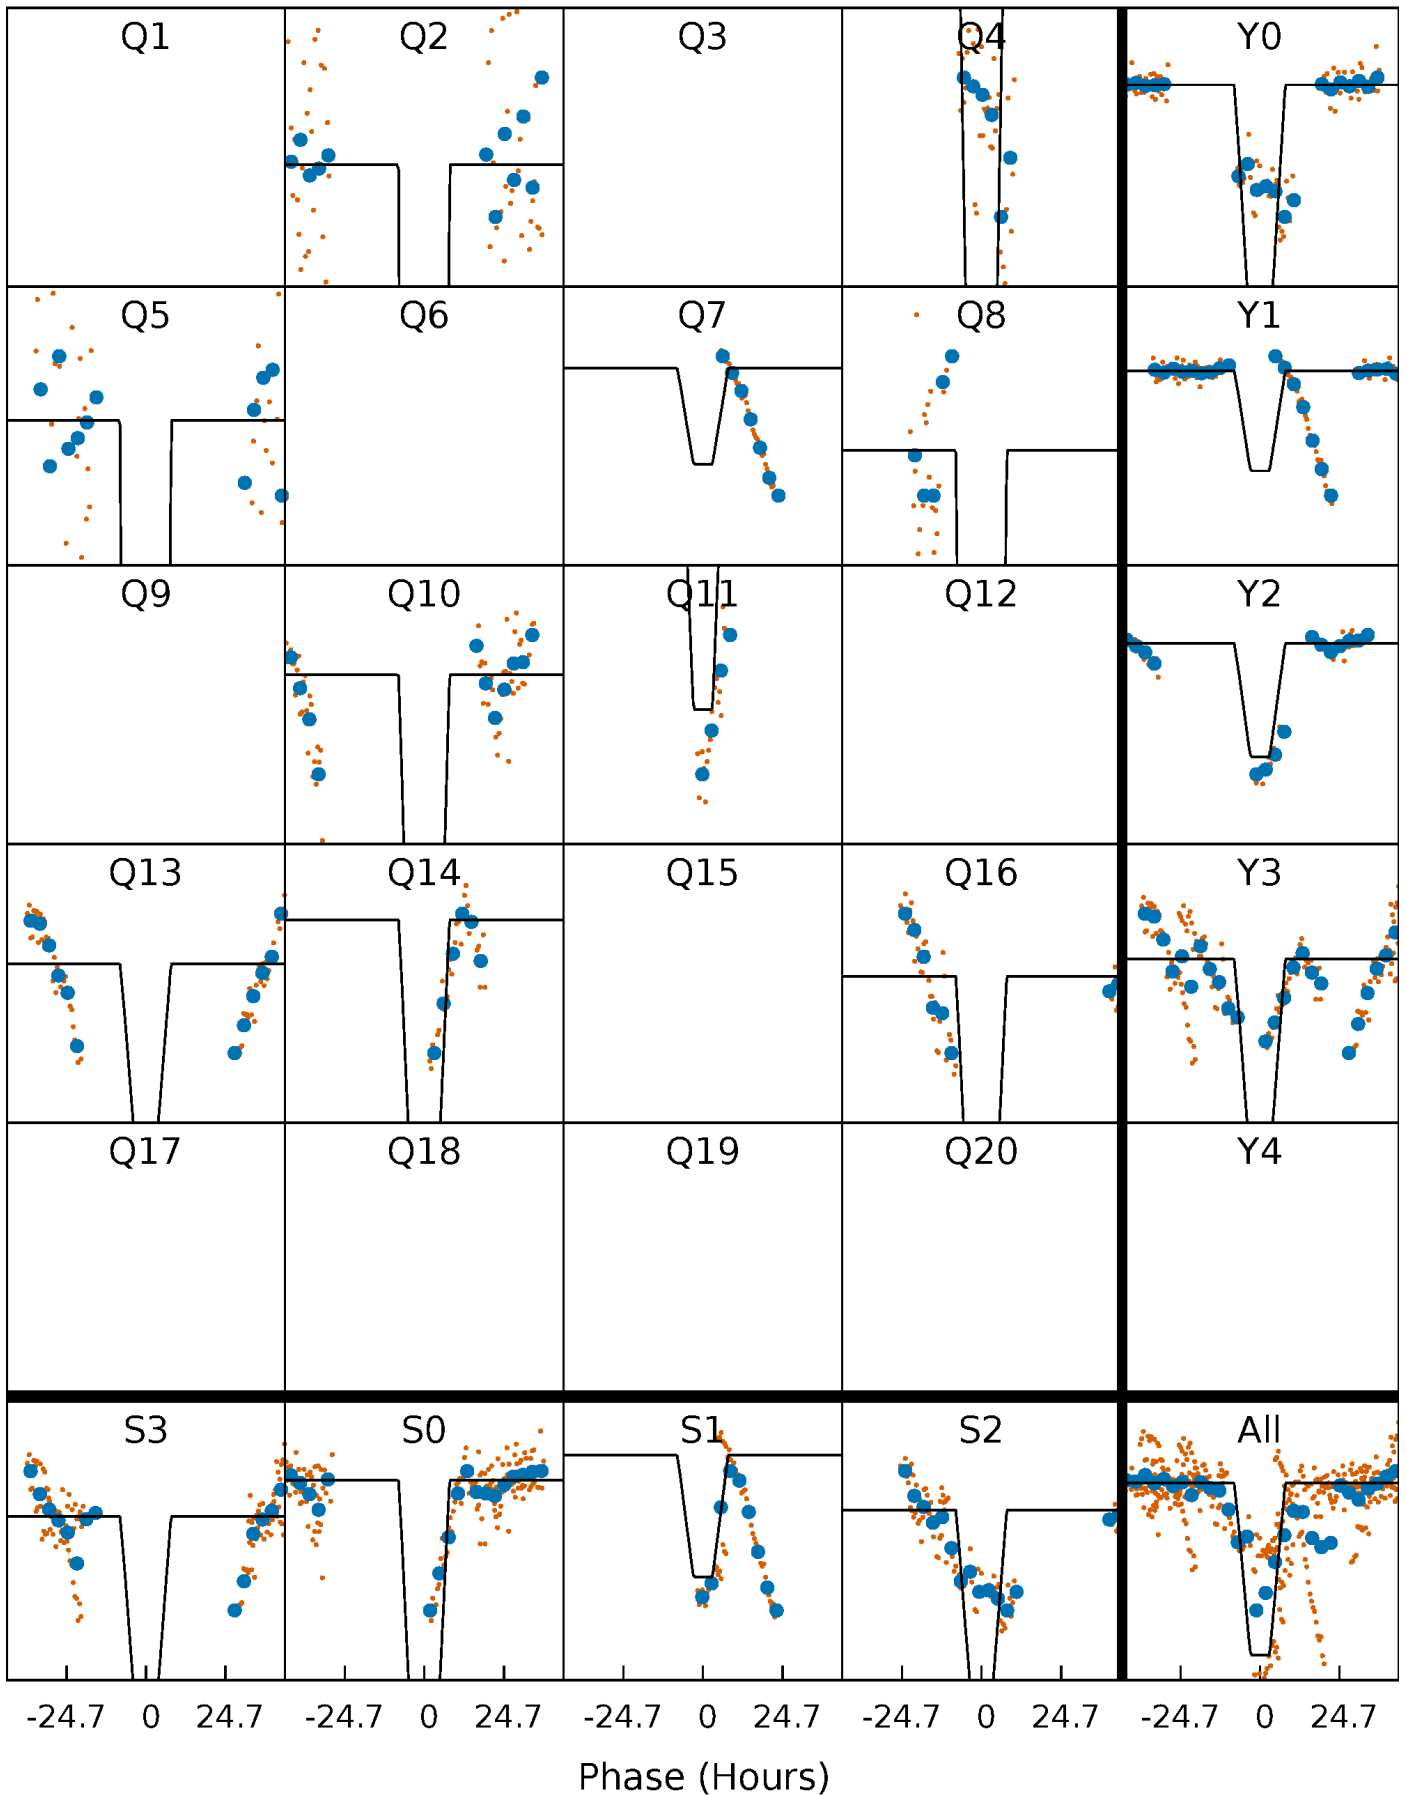 Q1 Q2 Q3 Q4 Y0
Q5 Q6 Q7 Q8 Y1
Q9 Q10 Q11 Q12 Y2
Q13 Q14 Q15 Q16 Y3
Q17 Q18 Q19 Q20 Y4
S3 S0 S1 S2 All
-24.7 0 24.7 -24.7 0 24.7 -24.7 0 24.7 -24.7 0 24.7 -24.7 0 24.7
Phase (Hours)